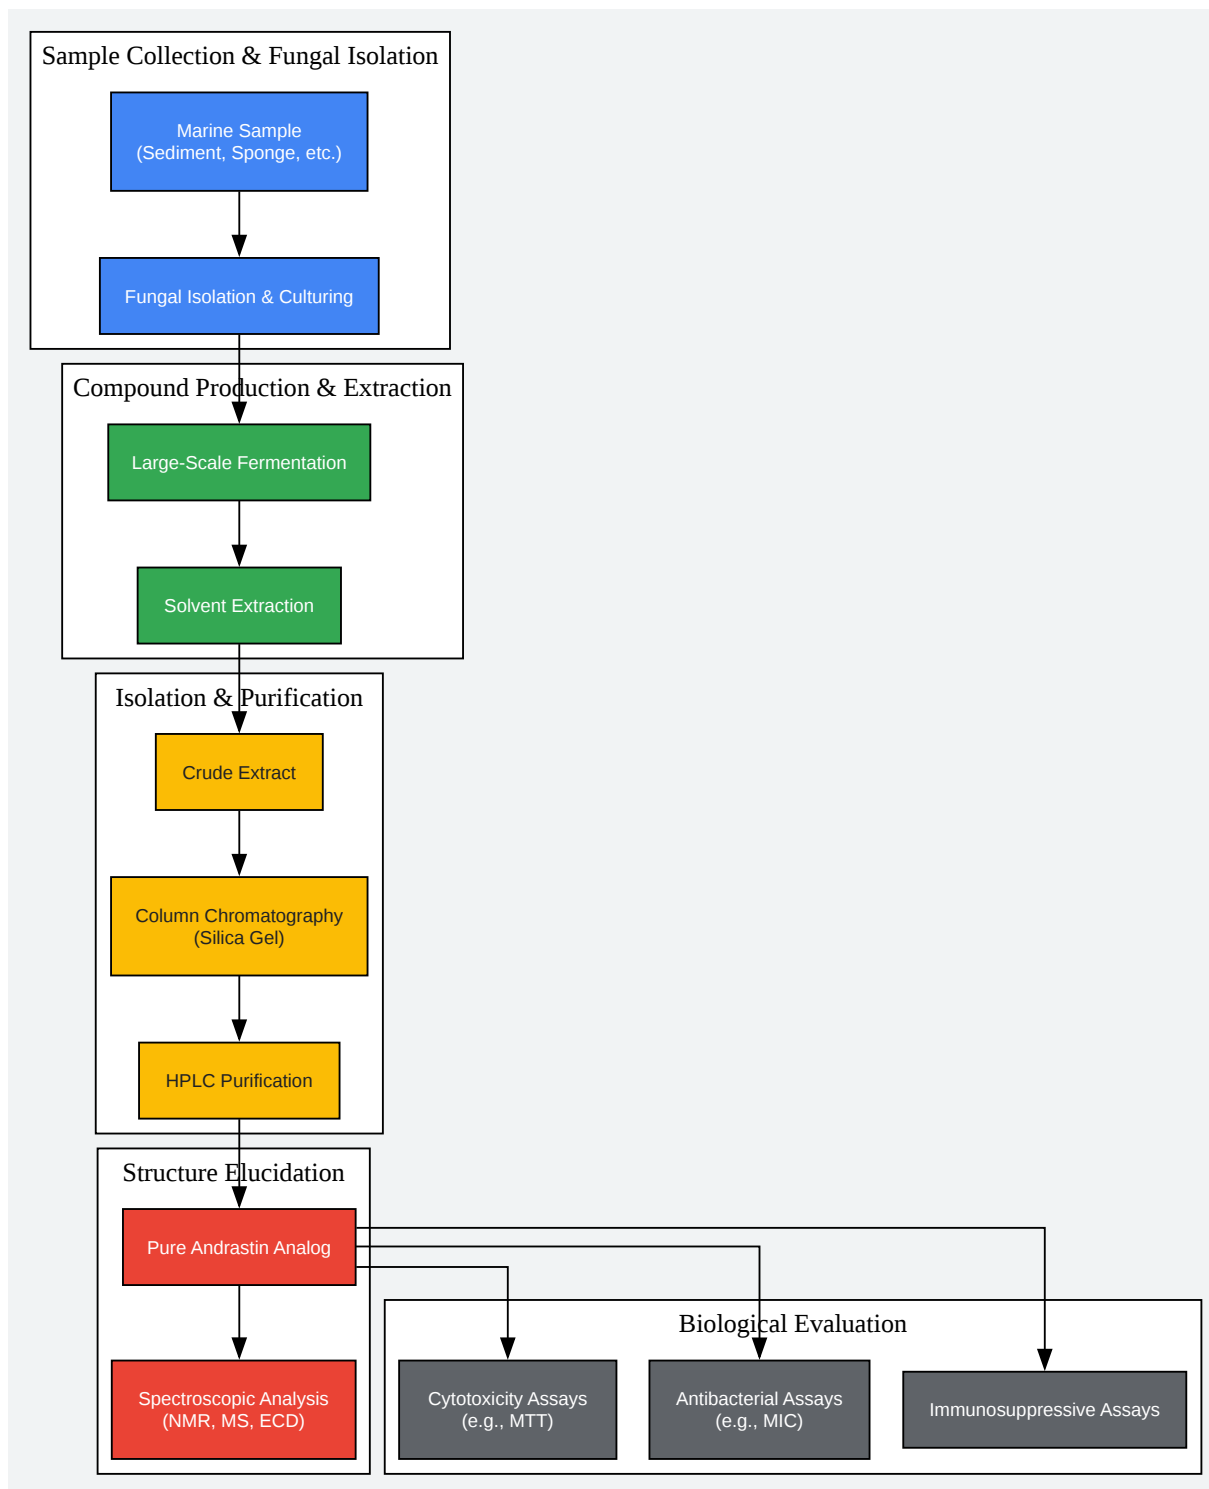 Sample Collection & Fungal Isolation
Marine Sample
(Sediment, Sponge, etc.)
Fungal Isolation & Culturing
Compound Production & Extraction
Large-Scale Fermentation
Solvent Extraction
Isolation & Purification
Crude Extract
Column Chromatography
(Silica Gel)
HPLC Purification
Structure Elucidation
Pure Andrastin Analog
Spectroscopic Analysis
(NMR, MS, ECD)
Biological Evaluation
Cytotoxicity Assays
(e.g., MTT)
Antibacterial Assays
(e.g., MIC)
Immunosuppressive Assays